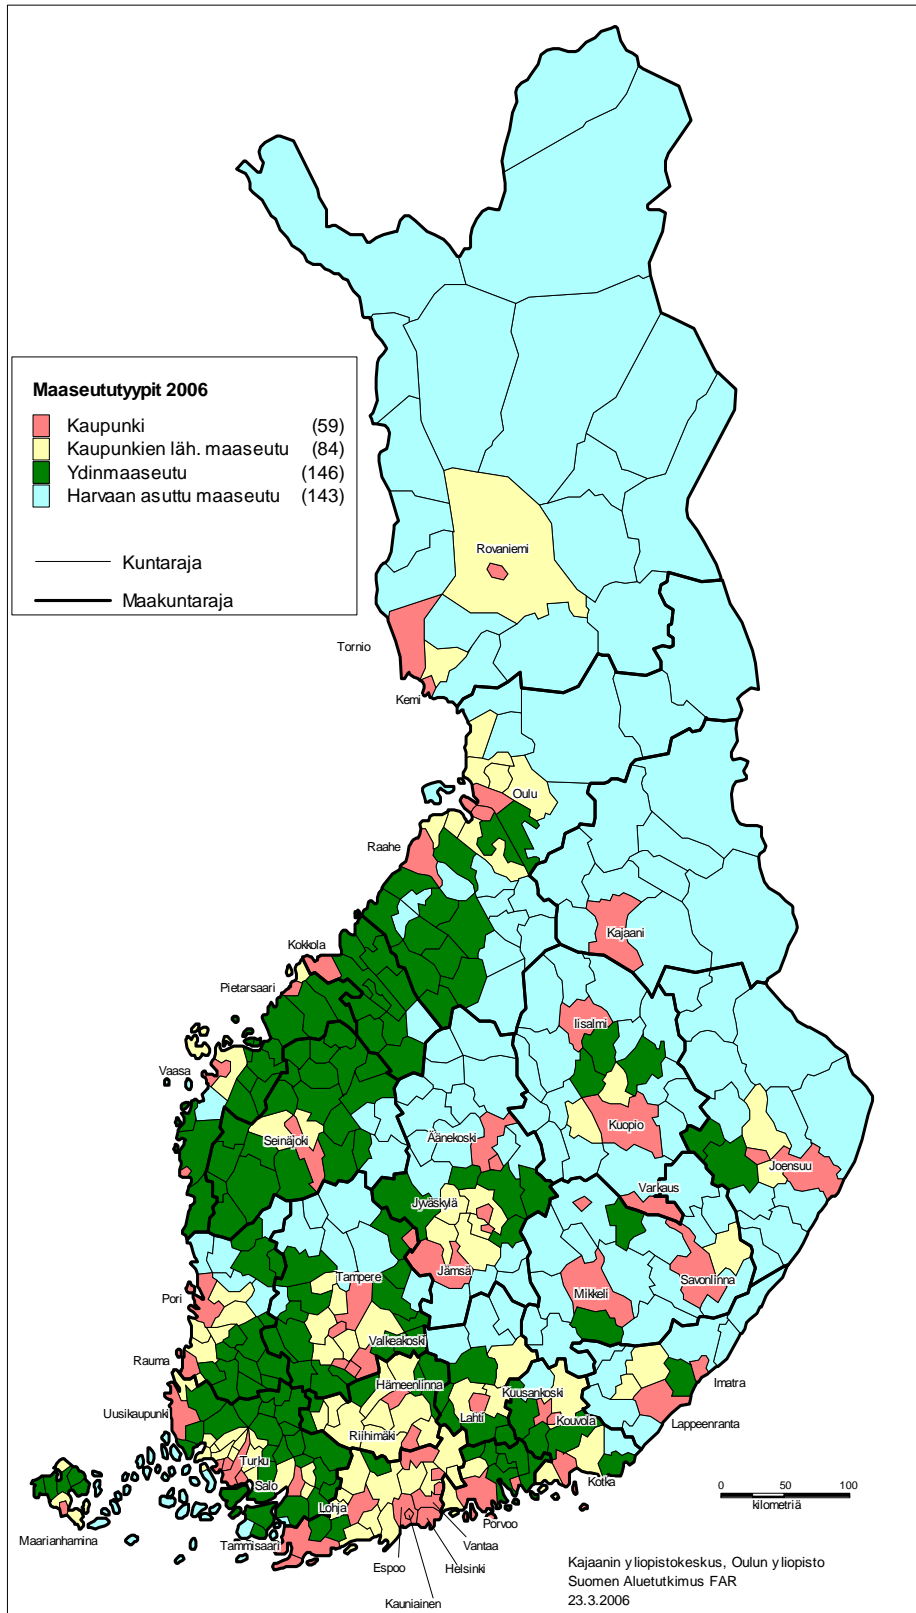 Maaseututyypit 2006
Kaupunki (59)
Kaupunkien läh. maaseutu (84)
Ydinmaaseutu (146)
Harvaan asuttu maaseutu (143)
Kuntaraja
Maakuntaraja
Rovaniemi
Tornio
Kemi
Oulu
Raahe
Kajaani
Kokkola
Pietarsaari
Iisalmi
Vaasa
Seinäjoki
Äänekoski
Kuopio
Joensuu
Varkaus
Jyväskylä
Jämsä
Savonlinna
Mikkeli
Tampere
Pori
Valkeakoski
Rauma
Imatra
Hämeenlinna
Kuusankoski
Uusikaupunki
Lahti
Kouvola
Lappeenranta
Riihimäki
Turku
Salo
Kotka
Lohja
Porvoo
Maarianhamina
Tammisaari
Vantaa
Espoo
Helsinki
Kauniainen
0 50 100
kilometriä
Kajaanin yliopistokeskus, Oulun yliopisto
Suomen Aluetutkimus FAR
23.3.2006